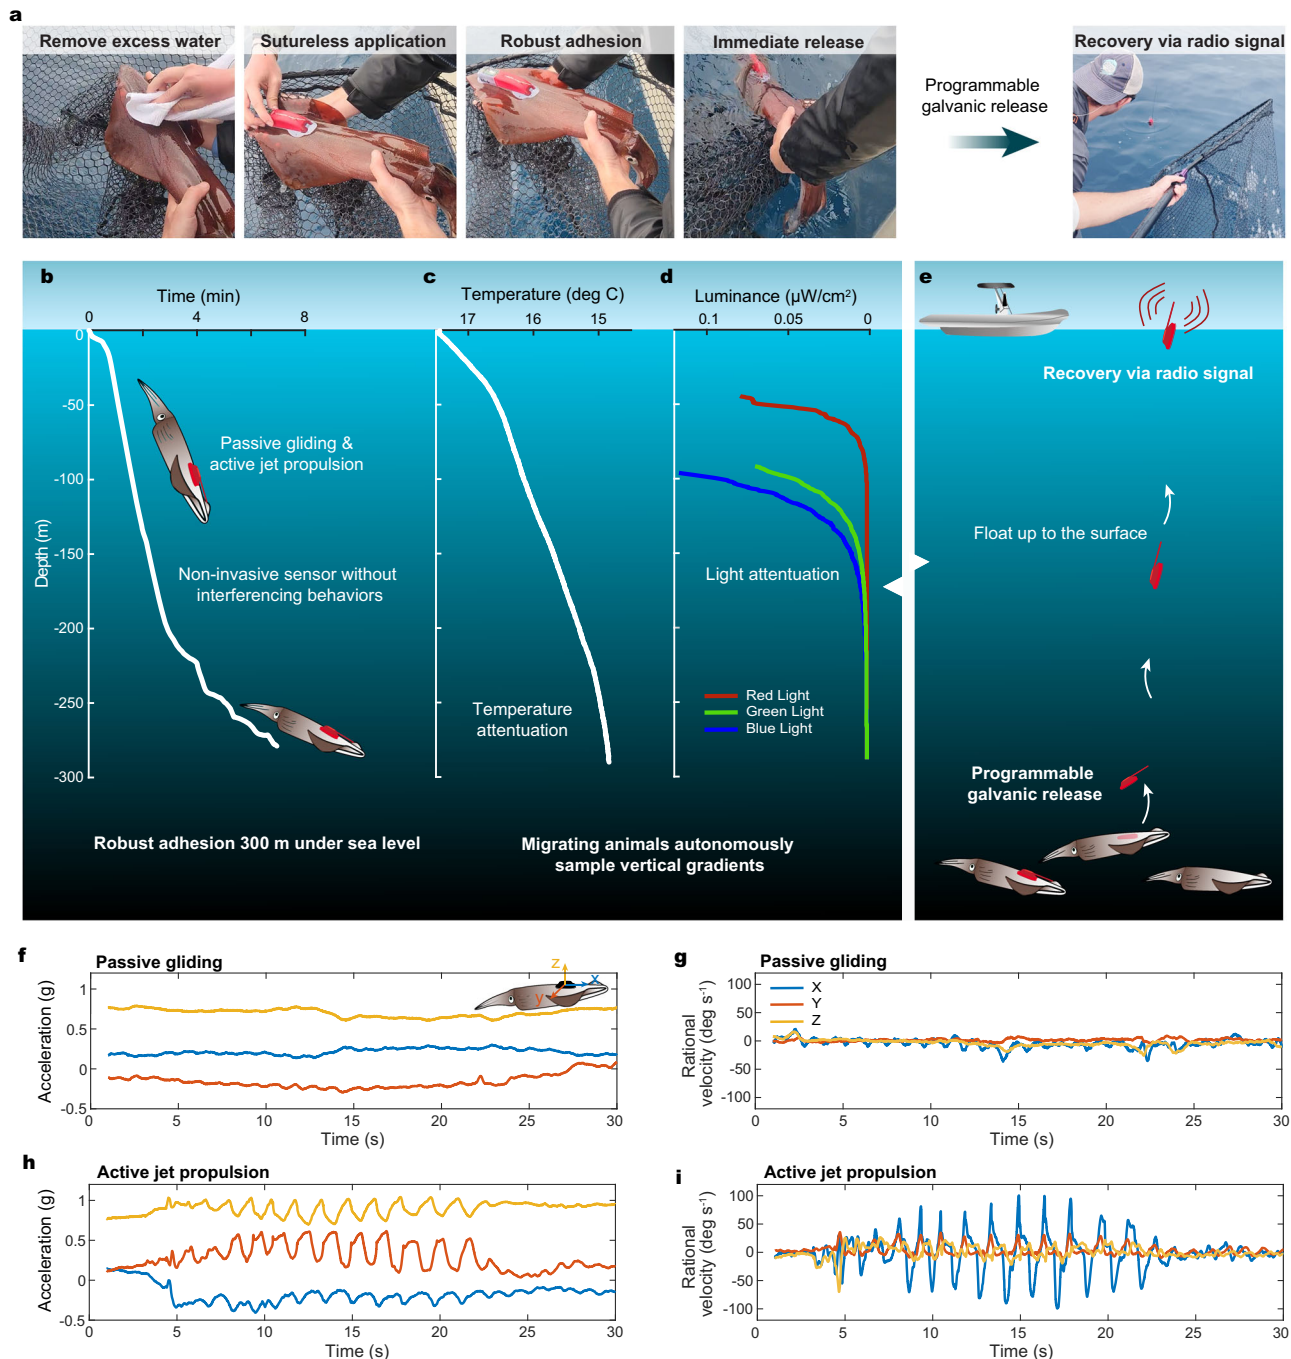 a
Remove excess water
Sutureless application
Robust adhesion
Immediate release
Programmable
galvanic release
Recovery via radio signal
b
Time (min)
0 4 8
0
-50
-100
-150
-200
-250
-300
Depth (m)
Passive gliding &
active jet propulsion
Non-invasive sensor without
interferencing behaviors
Robust adhesion 300 m under sea level
c
Temperature (deg C)
17 16 15
Temperature
attentuation
d
Luminance (µW/cm²)
0.1 0.05 0
Light attentuation
Red Light
Green Light
Blue Light
Migrating animals autonomously
sample vertical gradients
e
Recovery via radio signal
Float up to the surface
Programmable
galvanic release
f
Passive gliding
Acceleration (g)
1
0.5
0
-0.5
z
x
y
0 5 10 15 20 25 30
Time (s)
g
Passive gliding
Rational
velocity (deg s⁻¹)
100
50
0
-50
-100
X
Y
Z
0 5 10 15 20 25 30
Time (s)
h
Active jet propulsion
Acceleration (g)
1
0.5
0
-0.5
0 5 10 15 20 25 30
Time (s)
i
Active jet propulsion
Rational
velocity (deg s⁻¹)
100
50
0
-50
-100
0 5 10 15 20 25 30
Time (s)